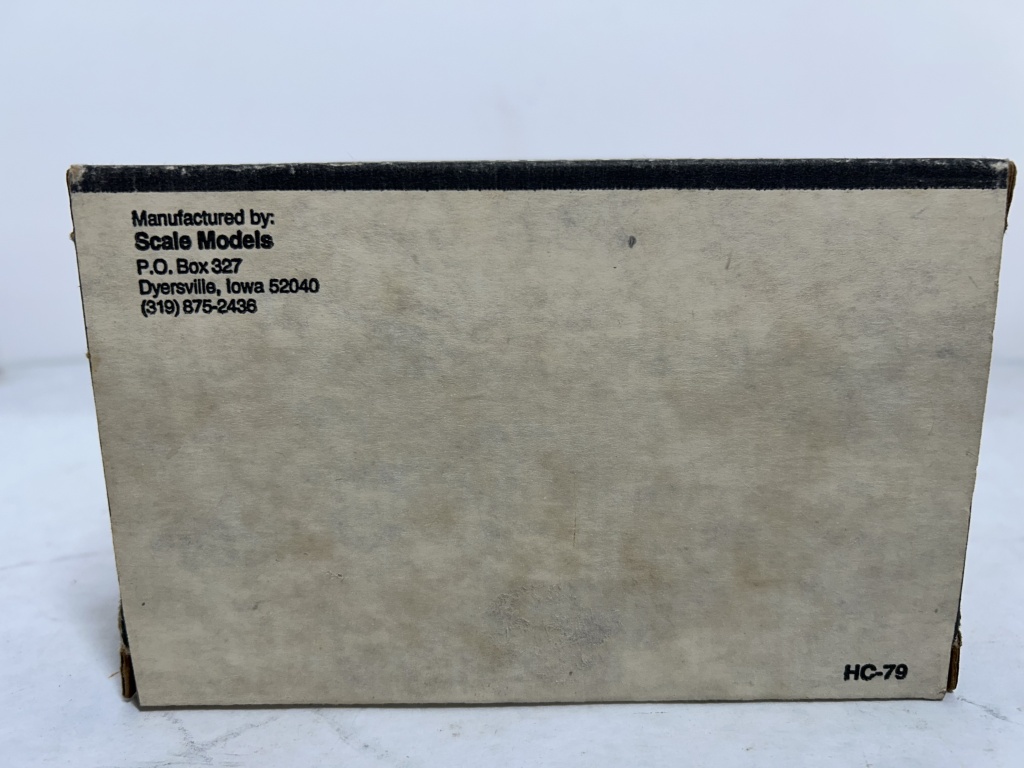 Manufactured by:
Scale Models
P.O. Box 327
Dyersville, Iowa 52040
(319) 875-2436
HC-79